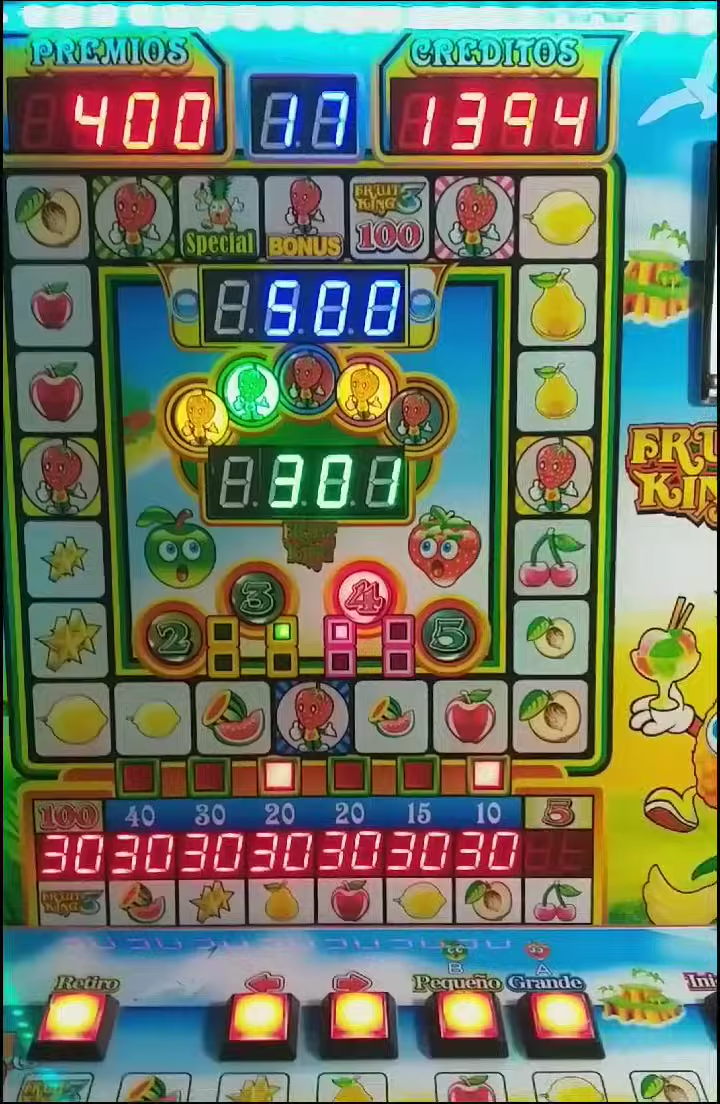 PREMIOS CREDITOS
400 17 1394
Special BONUS FRUIT KING 3 100
500
301
3 4
2 5
100 40 30 20 20 15 10 5
30 30 30 30 30 30 30
FRUIT KING 3
B A
Retiro Pequeño Grande